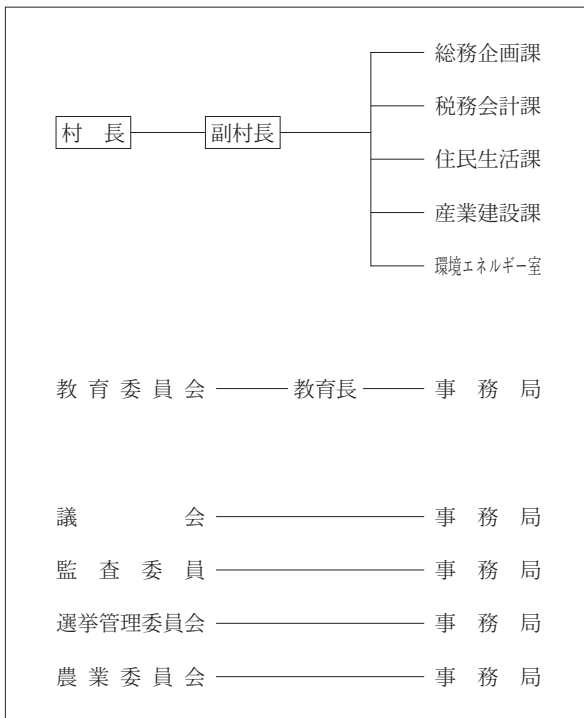 総務企画課
税務会計課
村長 副村長
住民生活課
産業建設課
環境エネルギー室
教育委員会 教育長 事務局
議会 事務局
監査委員 事務局
選挙管理委員会 事務局
農業委員会 事務局